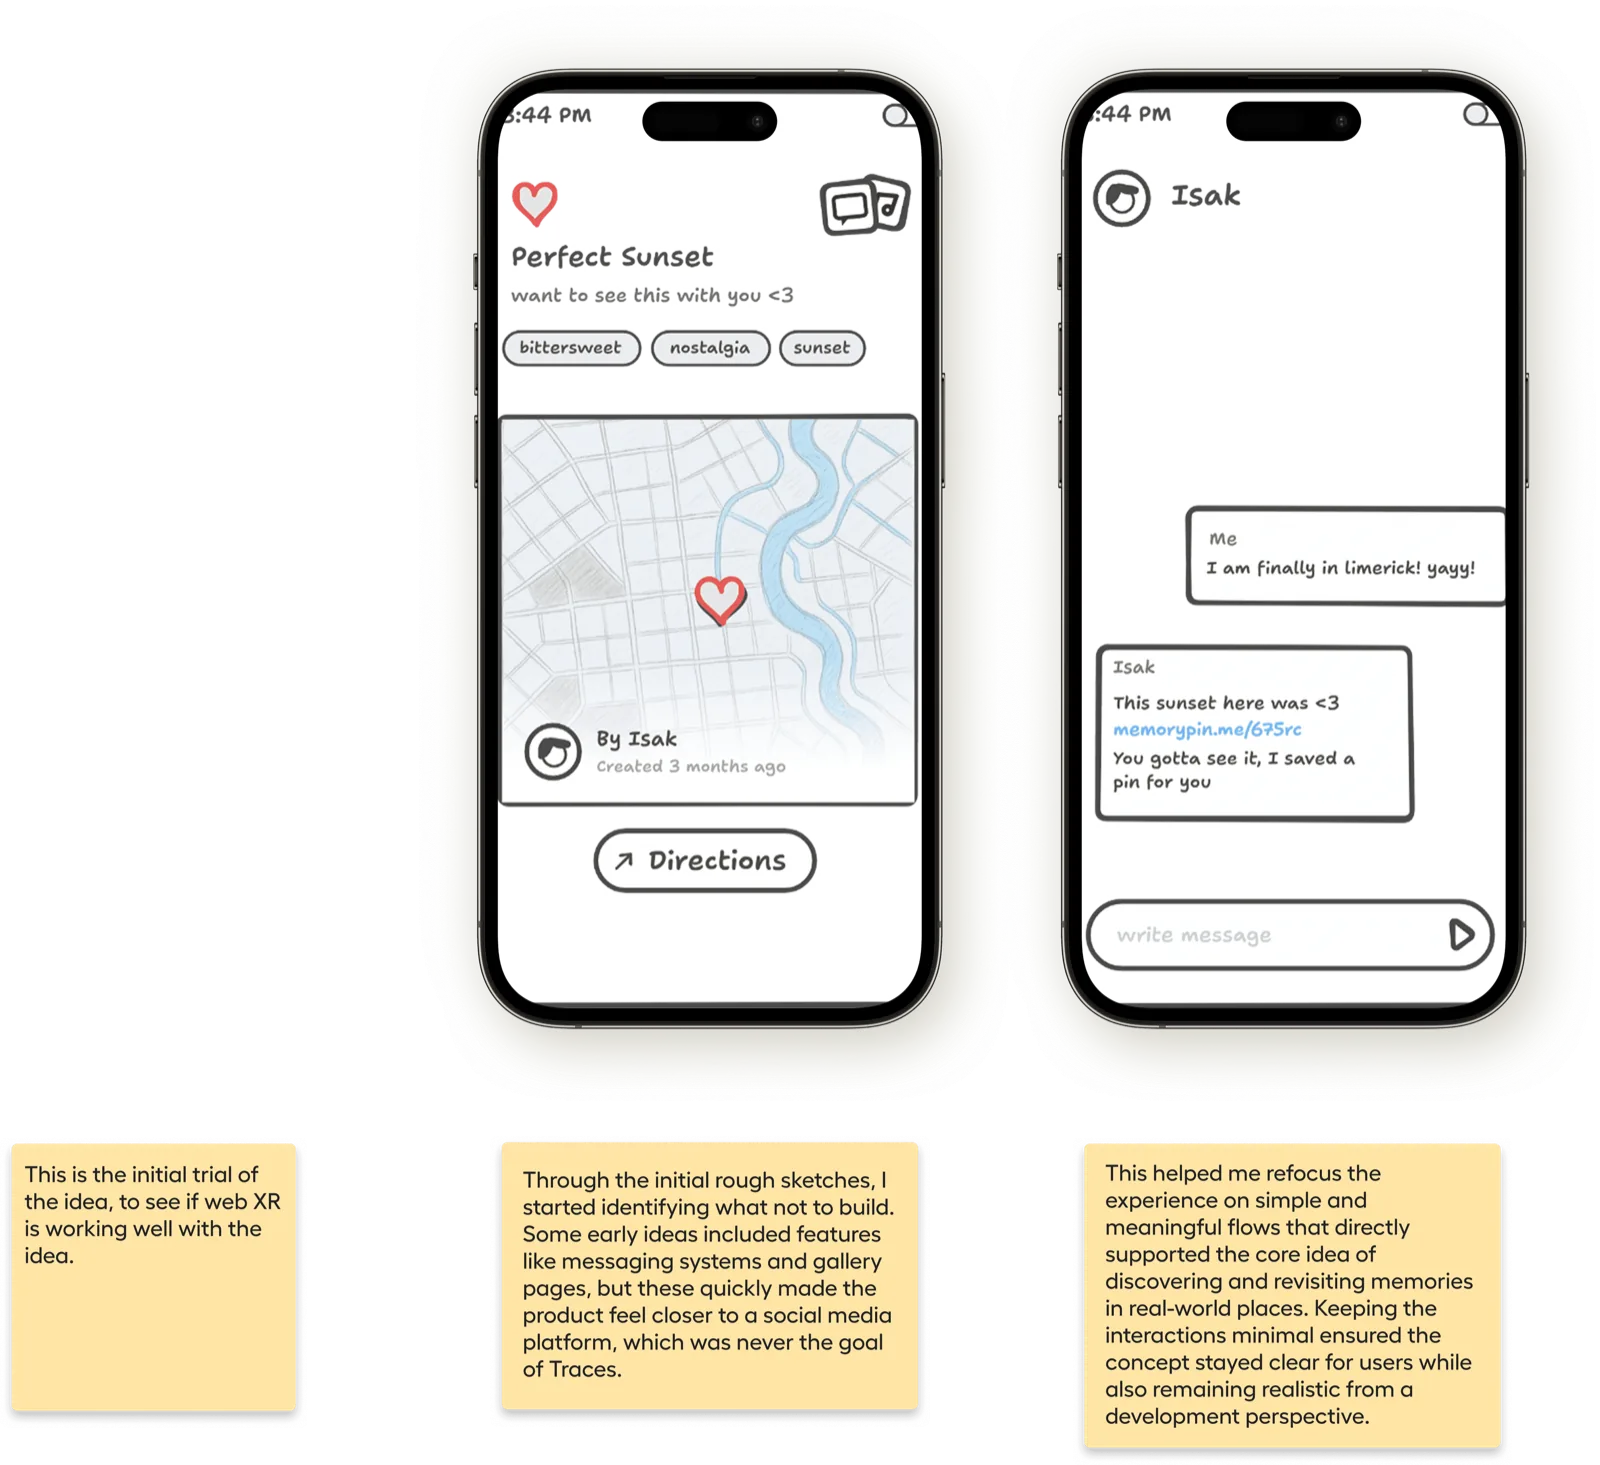 :44 PM
Perfect Sunset
want to see this with you <3
bittersweet
nostalgia
sunset
By Isak
Created 3 months ago
Directions
:44 PM
Isak
Me
I am finally in limerick! yayy!
Isak
This sunset here was <3
memorypin.me/675rc
You gotta see it, I saved a
pin for you
write message
This is the initial trial of
the idea, to see if web XR
is working well with the
idea.
Through the initial rough sketches, I
started identifying what not to build.
Some early ideas included features
like messaging systems and gallery
pages, but these quickly made the
product feel closer to a social media
platform, which was never the goal
of Traces.
This helped me refocus the
experience on simple and
meaningful flows that directly
supported the core idea of
discovering and revisiting memories
in real-world places. Keeping the
interactions minimal ensured the
concept stayed clear for users while
also remaining realistic from a
development perspective.